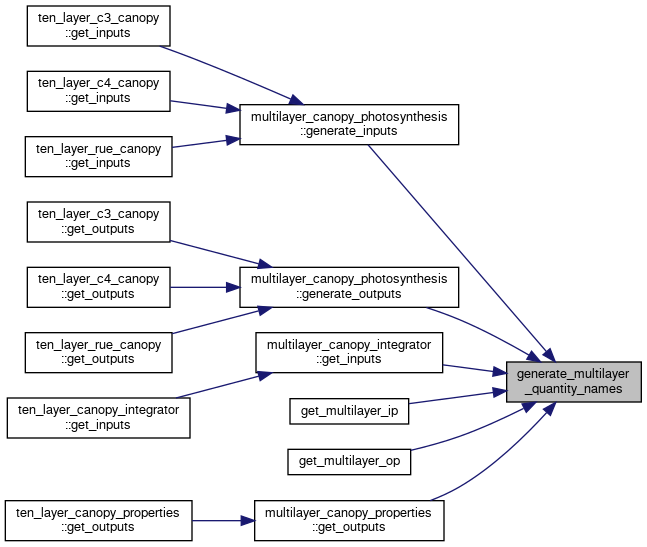 ten_layer_c3_canopy
::get_inputs
ten_layer_c4_canopy
::get_inputs
ten_layer_rue_canopy
::get_inputs
multilayer_canopy_photosynthesis
::generate_inputs
ten_layer_c3_canopy
::get_outputs
ten_layer_c4_canopy
::get_outputs
ten_layer_rue_canopy
::get_outputs
multilayer_canopy_photosynthesis
::generate_outputs
multilayer_canopy_integrator
::get_inputs
ten_layer_canopy_integrator
::get_inputs
get_multilayer_ip
get_multilayer_op
ten_layer_canopy_properties
::get_outputs
multilayer_canopy_properties
::get_outputs
generate_multilayer
_quantity_names